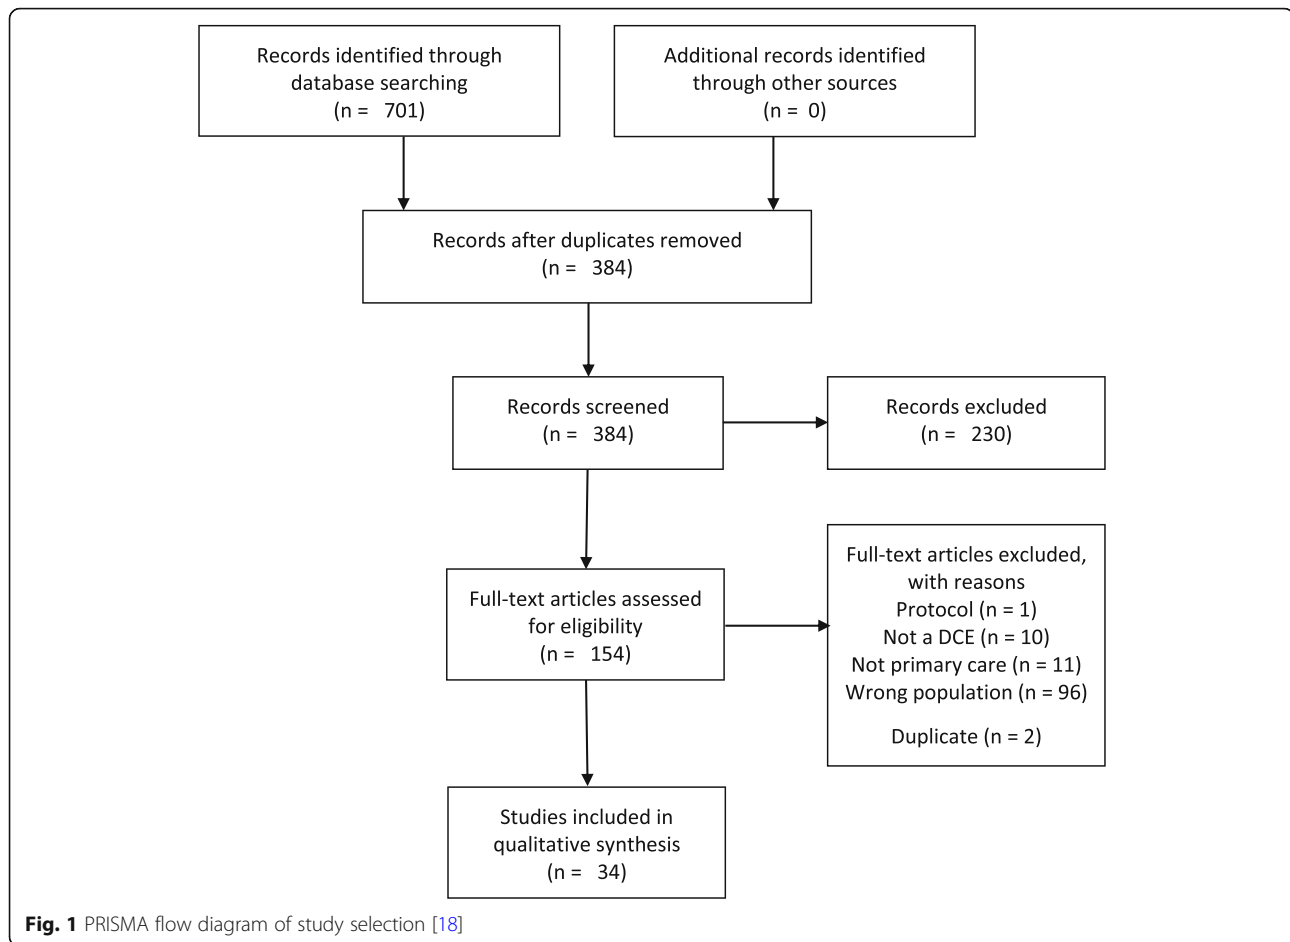 Records identified through
database searching
(n = 701)
Additional records identified
through other sources
(n = 0)
Records after duplicates removed
(n = 384)
Records screened
(n = 384)
Records excluded
(n = 230)
Full-text articles assessed
for eligibility
(n = 154)
Full-text articles excluded,
with reasons
Protocol (n = 1)
Not a DCE (n = 10)
Not primary care (n = 11)
Wrong population (n = 96)
Duplicate (n = 2)
Studies included in
qualitative synthesis
(n = 34)
Fig. 1 PRISMA flow diagram of study selection [18]